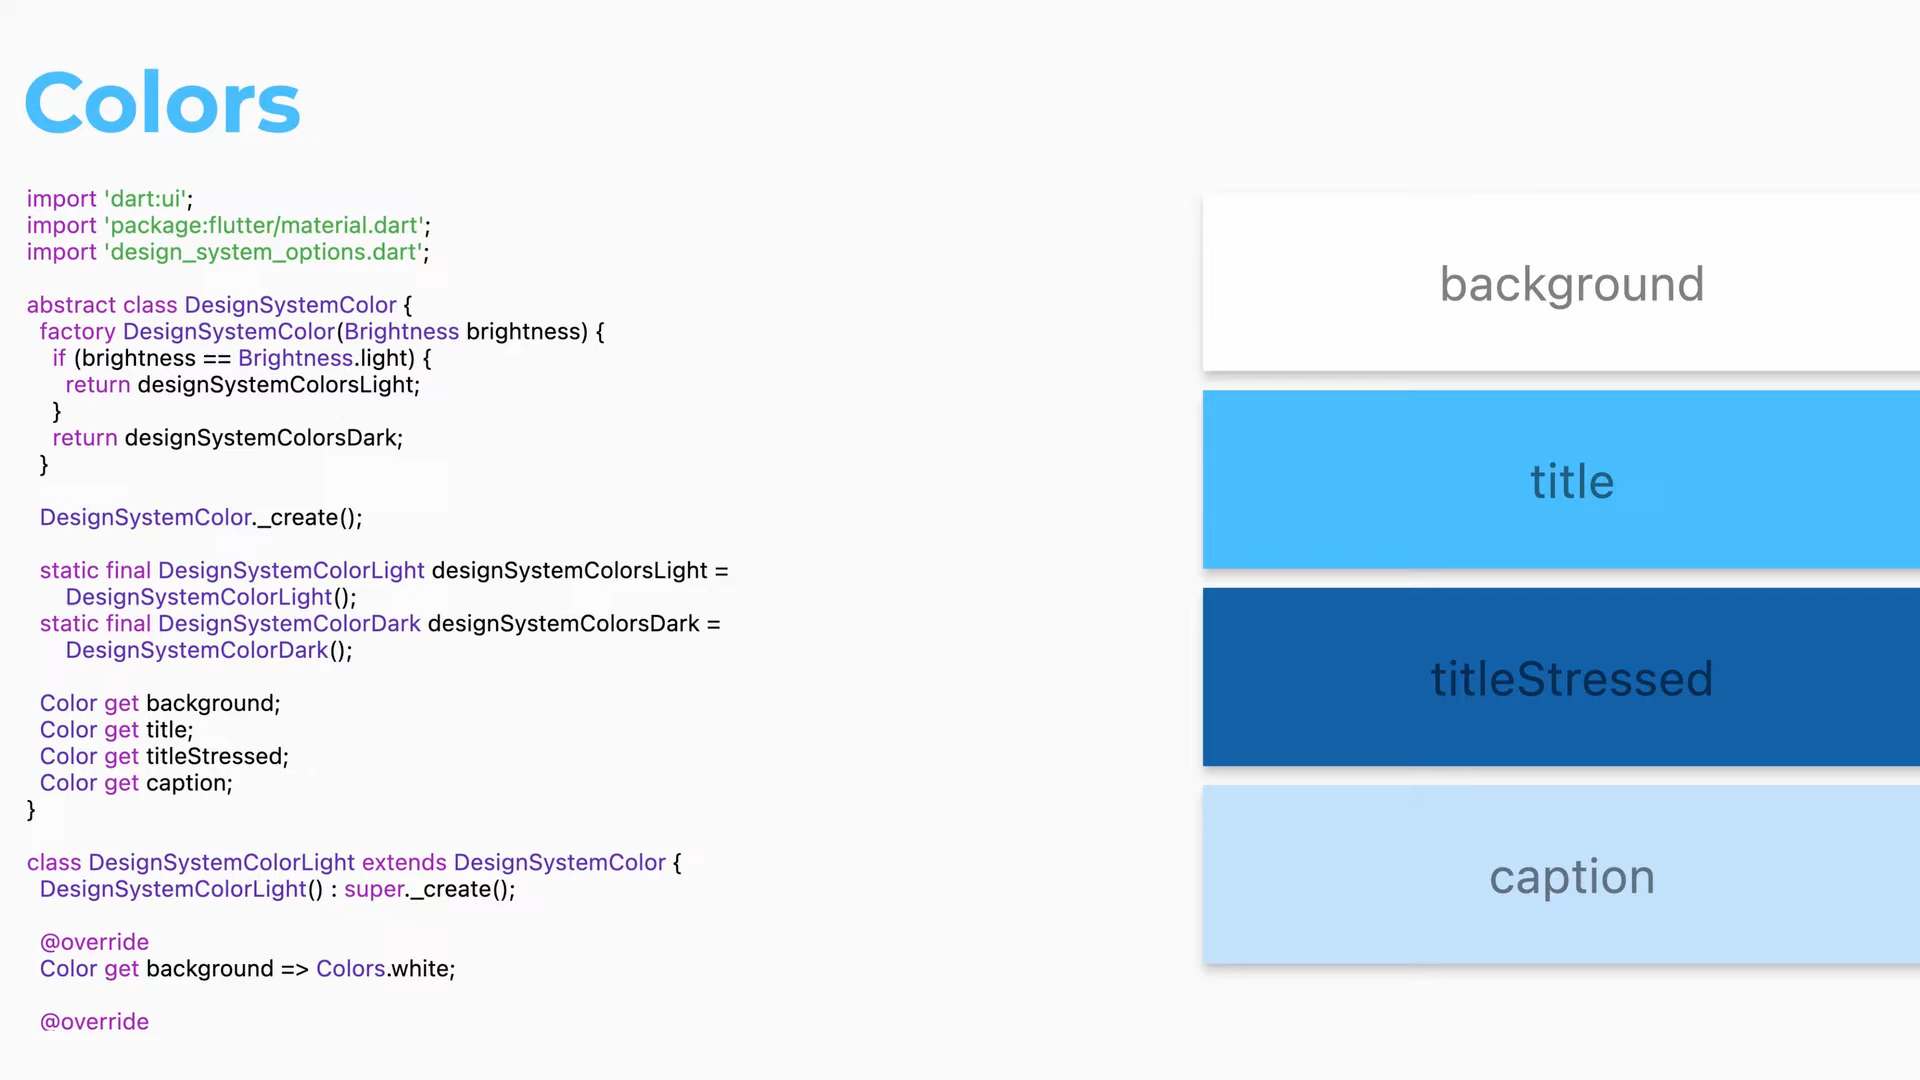 Colors
import 'dart:ui';
import 'package:flutter/material.dart';
import 'design_system_options.dart';
abstract class DesignSystemColor {
factory DesignSystemColor(Brightness brightness) {
if (brightness == Brightness.light) {
return designSystemColorsLight;
}
return designSystemColorsDark;
}
DesignSystemColor._create();
static final DesignSystemColorLight designSystemColorsLight =
DesignSystemColorLight();
static final DesignSystemColorDark designSystemColorsDark =
DesignSystemColorDark();
Color get background;
Color get title;
Color get titleStressed;
Color get caption;
}
class DesignSystemColorLight extends DesignSystemColor {
DesignSystemColorLight() : super._create();
@override
Color get background => Colors.white;
@override
background
title
titleStressed
caption